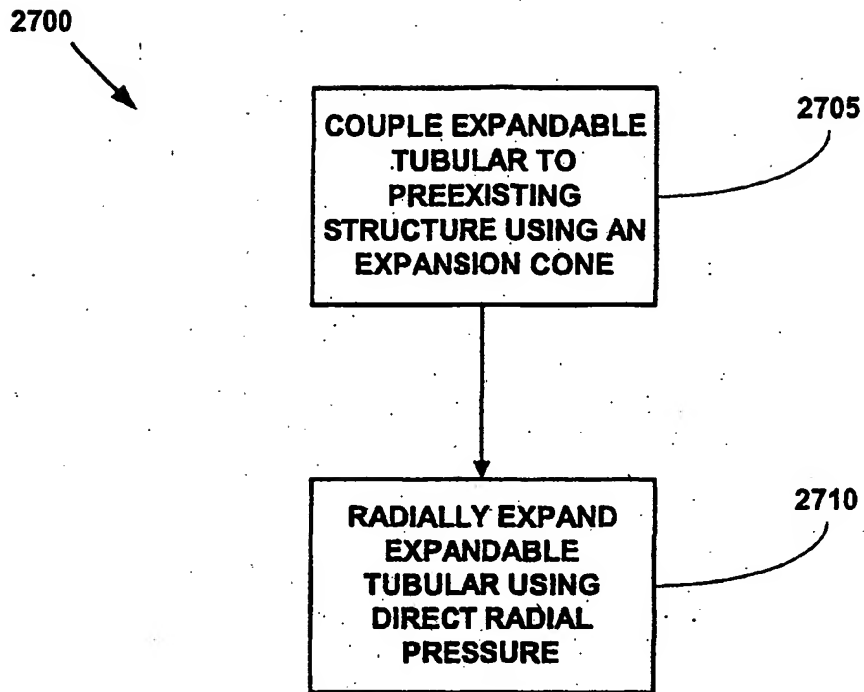 2700
COUPLE EXPANDABLE
TUBULAR TO
PREEXISTING
STRUCTURE USING AN
EXPANSION CONE
2705
RADIALLY EXPAND
EXPANDABLE
TUBULAR USING
DIRECT RADIAL
PRESSURE
2710